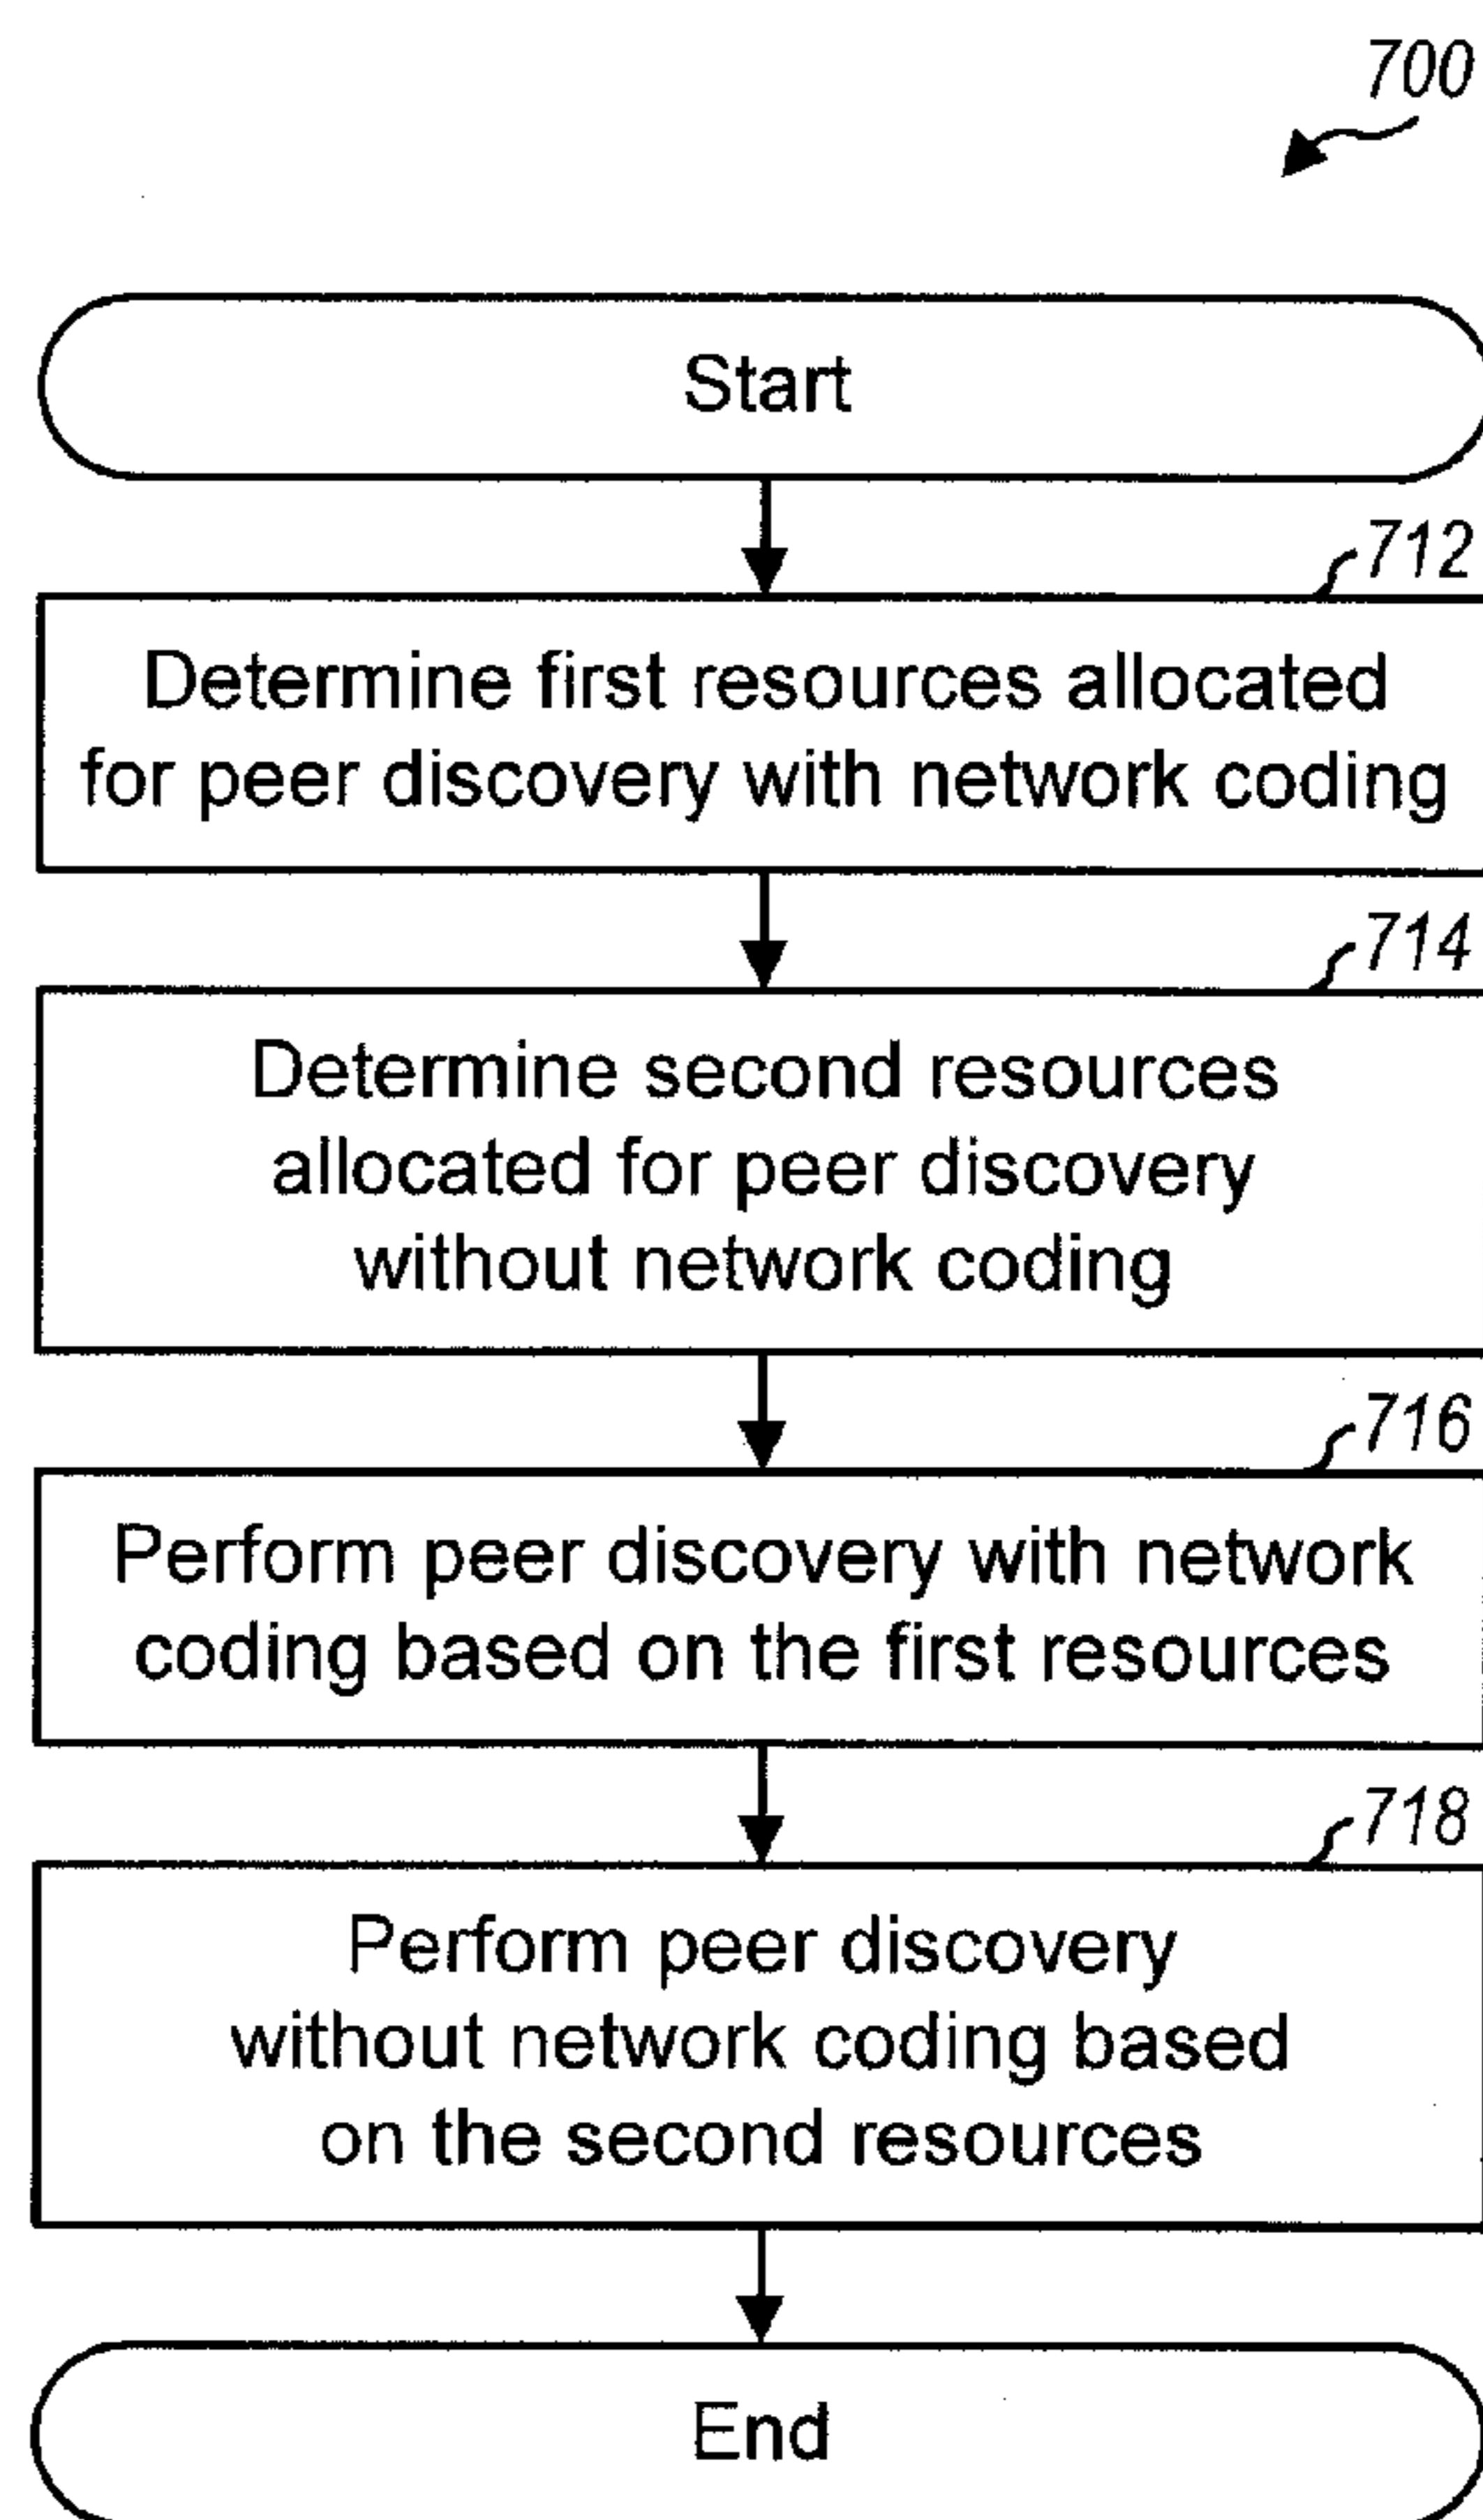 700
Start
712
Determine first resources allocated
for peer discovery with network coding
714
Determine second resources
allocated for peer discovery
without network coding
716
Perform peer discovery with network
coding based on the first resources
718
Perform peer discovery
without network coding based
on the second resources
End